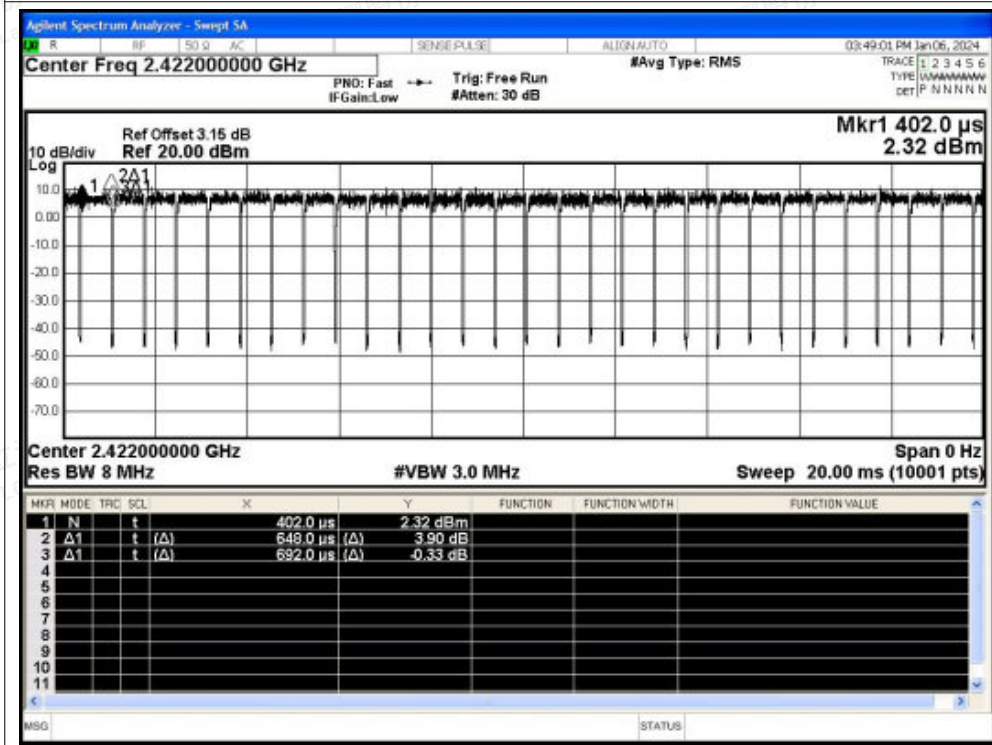 Agilent Spectrum Analyzer - Swept SA
R RF 50 Ω AC SENSE:PULSE ALIGN AUTO 03:49:01 PM Jan 06, 2024
Center Freq 2.422000000 GHz #Avg Type: RMS TRACE 1 2 3 4 5 6
PNO: Fast Trig: Free Run TYPE
IFGain:Low #Atten: 30 dB DET P N N N N N
Mkr1 402.0 µs
2.32 dBm
Ref Offset 3.15 dB
10 dB/div Ref 20.00 dBm
Log
1 2Δ1
3Δ1
10.0
0.00
-10.0
-20.0
-30.0
-40.0
-50.0
-60.0
-70.0
Center 2.422000000 GHz Span 0 Hz
Res BW 8 MHz #VBW 3.0 MHz Sweep 20.00 ms (10001 pts)
MKR MODE TRC SCL X Y FUNCTION FUNCTION WIDTH FUNCTION VALUE
1 N t 402.0 µs 2.32 dBm
2 Δ1 t (Δ) 648.0 µs (Δ) 3.90 dB
3 Δ1 t (Δ) 692.0 µs (Δ) -0.33 dB
4
5
6
7
8
9
10
11
MSG STATUS